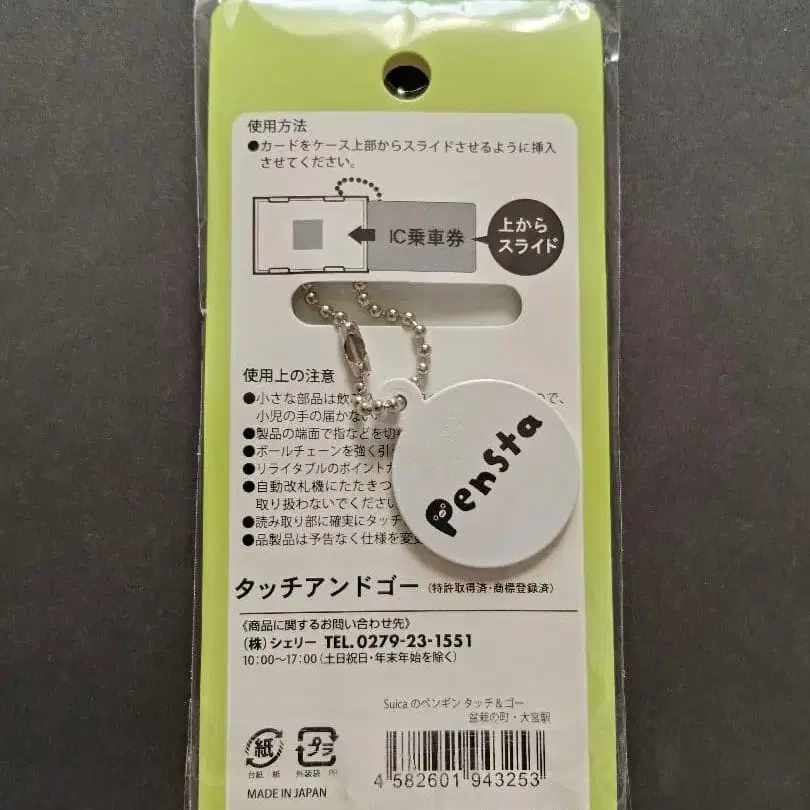 使用方法
●カードをケース上部からスライドさせるように挿入
させてください。
IC乗車券
上から
スライド
使用上の注意
●小さな部品は飲 ので、
小児の手の届かない
●製品の端面で指などを切
●ボールチェーンを強く引
●リライタブルのポイントカ
●自動改札機にたたきつ
取り扱わないでくださ
●読み取り部に確実にタッチ
●品製品は予告なく仕様を変
Pensta
タッチアンドゴー (特許取得済・商標登録済)
《商品に関するお問い合わせ先》
(株)シェリー TEL.0279-23-1551
10:00〜17:00(土日祝日・年末年始を除く)
Suica のペンギン タッチ&ゴー
盆栽の町・大宮駅
紙 プラ
台紙 紙 外装袋 PP
MADE IN JAPAN
4 582601 943253